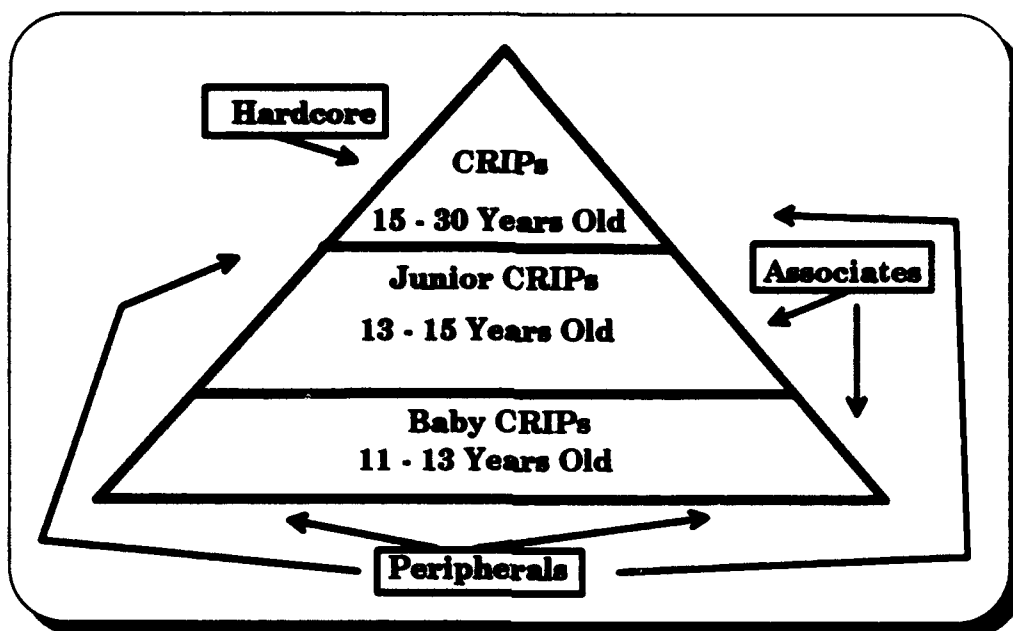 Hardcore
CRIPs
15 - 30 Years Old
Associates
Junior CRIPs
13 - 15 Years Old
Baby CRIPs
11 - 13 Years Old
Peripherals